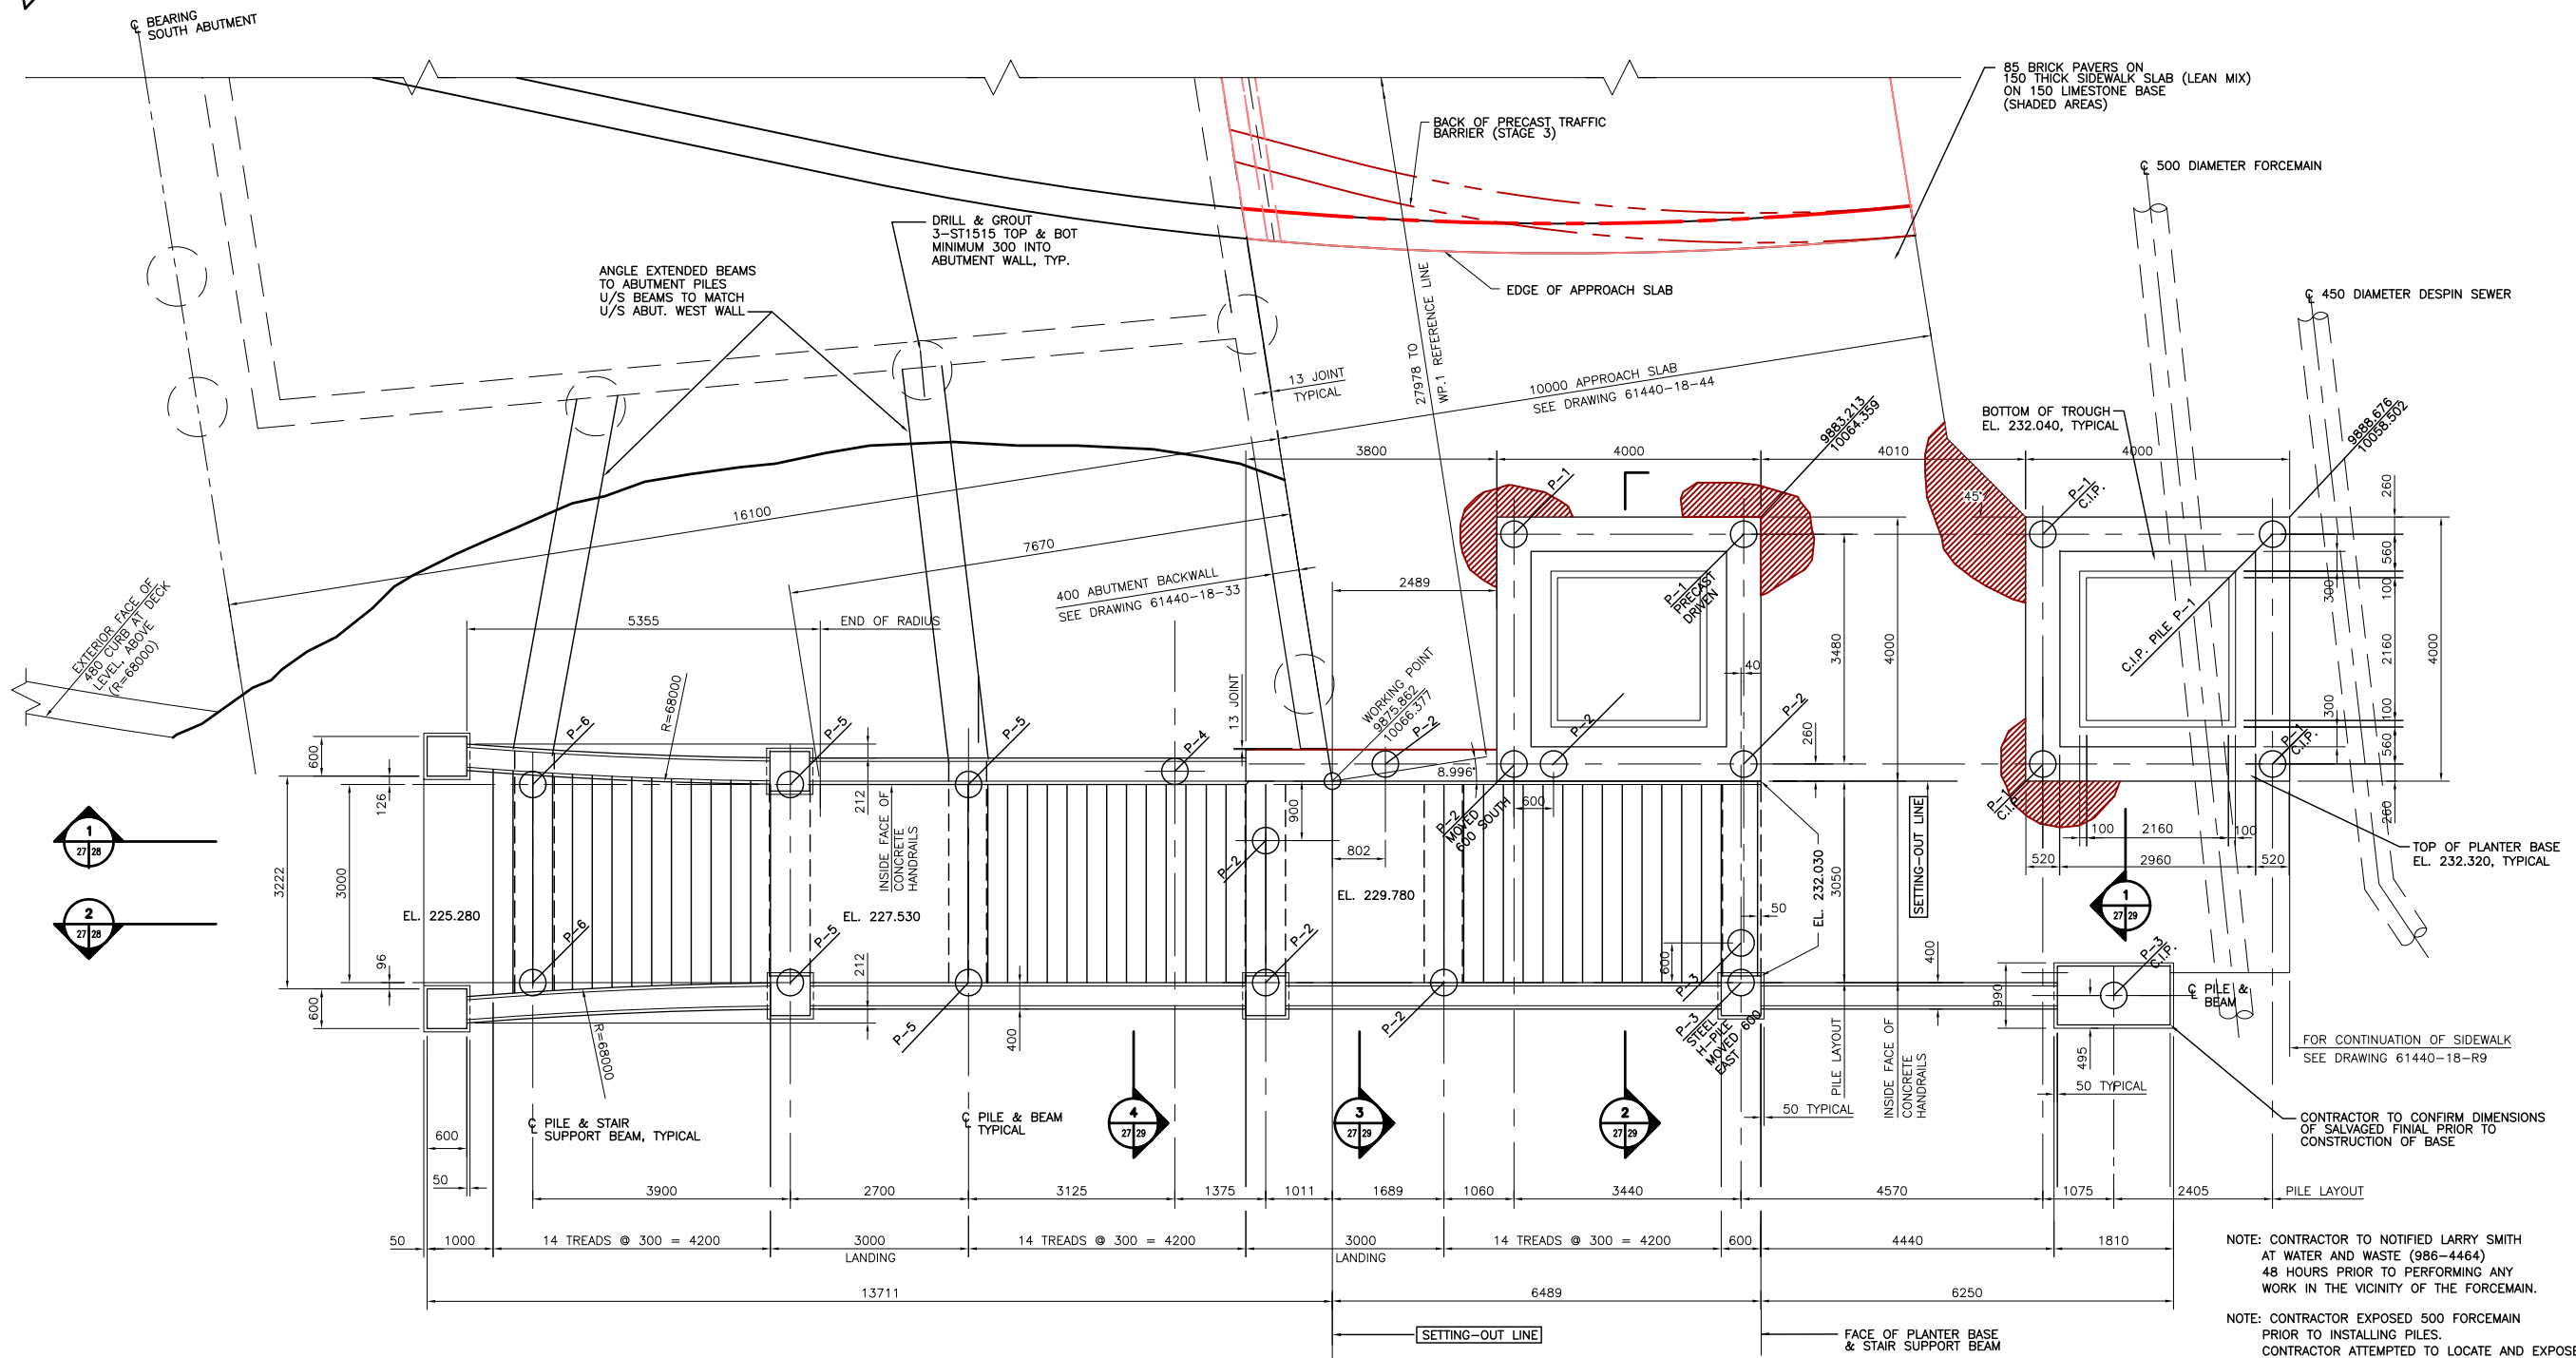 ℄ BEARING
SOUTH ABUTMENT
85 BRICK PAVERS ON
150 THICK SIDEWALK SLAB (LEAN MIX)
ON 150 LIMESTONE BASE
(SHADED AREAS)
BACK OF PRECAST TRAFFIC
BARRIER (STAGE 3)
℄ 500 DIAMETER FORCEMAIN
DRILL & GROUT
3-ST1515 TOP & BOT
MINIMUM 300 INTO
ABUTMENT WALL, TYP.
ANGLE EXTENDED BEAMS
TO ABUTMENT PILES
U/S BEAMS TO MATCH
U/S ABUT. WEST WALL
EDGE OF APPROACH SLAB
℄ 450 DIAMETER DESPIN SEWER
27978 TO
WP.1 REFERENCE LINE
13 JOINT
TYPICAL
10000 APPROACH SLAB
SEE DRAWING 61440-18-44
9883.213
10064.359
BOTTOM OF TROUGH
EL. 232.040, TYPICAL
9888.676
10058.502
3800
4000
4010
4000
16100
7670
P-1
P-1
C.I.P.
45°
260
400 ABUTMENT BACKWALL
SEE DRAWING 61440-18-33
2489
P-1
PRECAST
DRIVEN
3480
4000
C.I.P. PILE P-1
560
100
300
2160
4000
300
100
560
260
EXTERIOR FACE OF
480 CURB AT DECK
LEVEL, ABOVE
(R=68000)
5355
END OF RADIUS
R=68000
13 JOINT
WORKING POINT
9875.862
10066.377
40
600
126
P-6
P-5
P-5
P-4
P-2
P-2
P-2
260
P-1
C.I.P.
212
8.996°
600
900
P-2
MOVED
600 SOUTH
P-1
C.I.P.
1
27 28
2
27 28
3222
3000
INSIDE FACE OF
CONCRETE
HANDRAILS
P-2
802
EL. 232.030
3050
SETTING-OUT LINE
100
2160
100
520
2960
520
TOP OF PLANTER BASE
EL. 232.320, TYPICAL
EL. 225.280
EL. 227.530
EL. 229.780
50
1
27 29
P-6
P-5
P-2
600
400
P-3
C.I.P.
96
600
212
P-5
400
P-2
P-3
P-3
STEEL
H-PILE
MOVED 600
EAST
990
℄ PILE &
BEAM
R=68000
PILE LAYOUT
INSIDE FACE OF
CONCRETE
HANDRAILS
495
FOR CONTINUATION OF SIDEWALK
SEE DRAWING 61440-18-R9
50 TYPICAL
50 TYPICAL
℄ PILE & STAIR
SUPPORT BEAM, TYPICAL
℄ PILE & BEAM
TYPICAL
4
27 29
3
27 29
2
27 29
CONTRACTOR TO CONFIRM DIMENSIONS
OF SALVAGED FINIAL PRIOR TO
CONSTRUCTION OF BASE
600
50
3900
2700
3125
1375
1011
1689
1060
3440
4570
1075
2405
PILE LAYOUT
50
1000
14 TREADS @ 300 = 4200
3000
LANDING
14 TREADS @ 300 = 4200
3000
LANDING
14 TREADS @ 300 = 4200
600
4440
1810
13711
6489
6250
SETTING-OUT LINE
FACE OF PLANTER BASE
& STAIR SUPPORT BEAM
NOTE: CONTRACTOR TO NOTIFIED LARRY SMITH
AT WATER AND WASTE (986-4464)
48 HOURS PRIOR TO PERFORMING ANY
WORK IN THE VICINITY OF THE FORCEMAIN.
NOTE: CONTRACTOR EXPOSED 500 FORCEMAIN
PRIOR TO INSTALLING PILES.
CONTRACTOR ATTEMPTED TO LOCATE AND EXPOSE